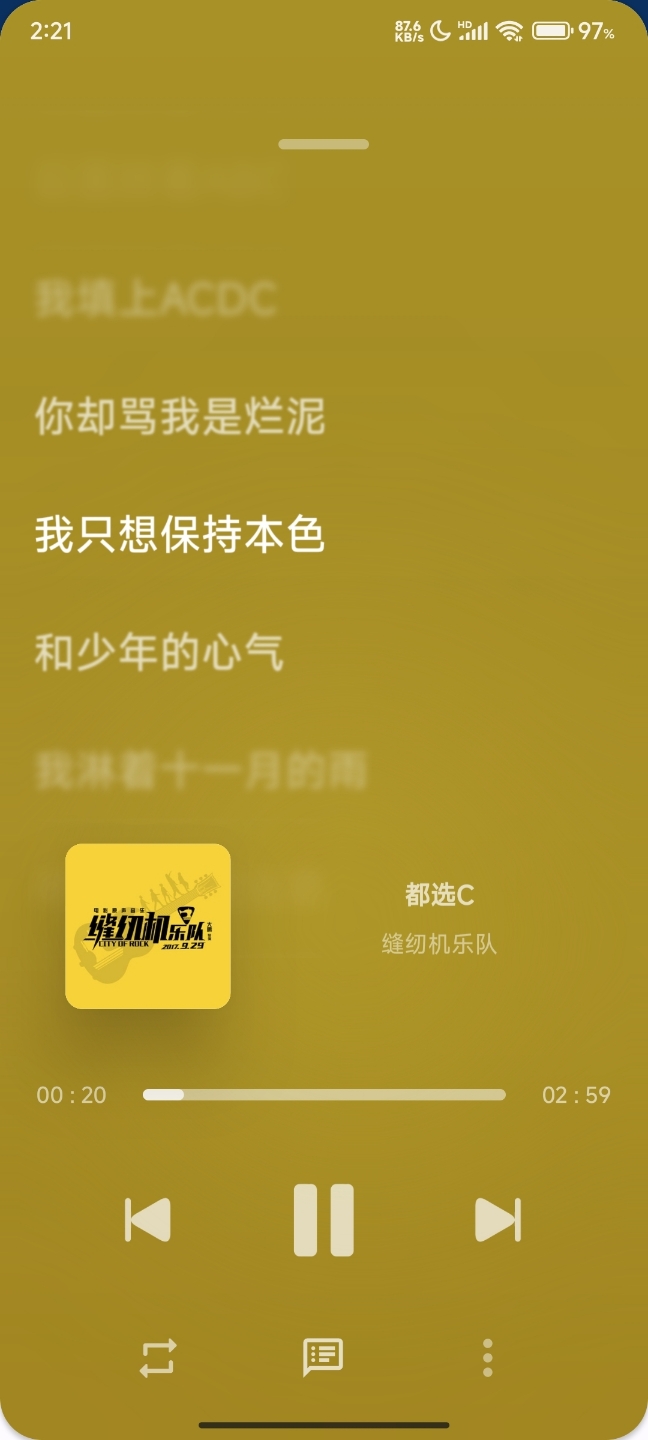 2:21
87.6 KB/s HD 97%
我填上ACDC
你却骂我是烂泥
我只想保持本色
和少年的心气
我淋着十一月的雨
缝纫机乐队
CITY OF ROCK 2017.9.29
都选C
缝纫机乐队
00 : 20
02 : 59